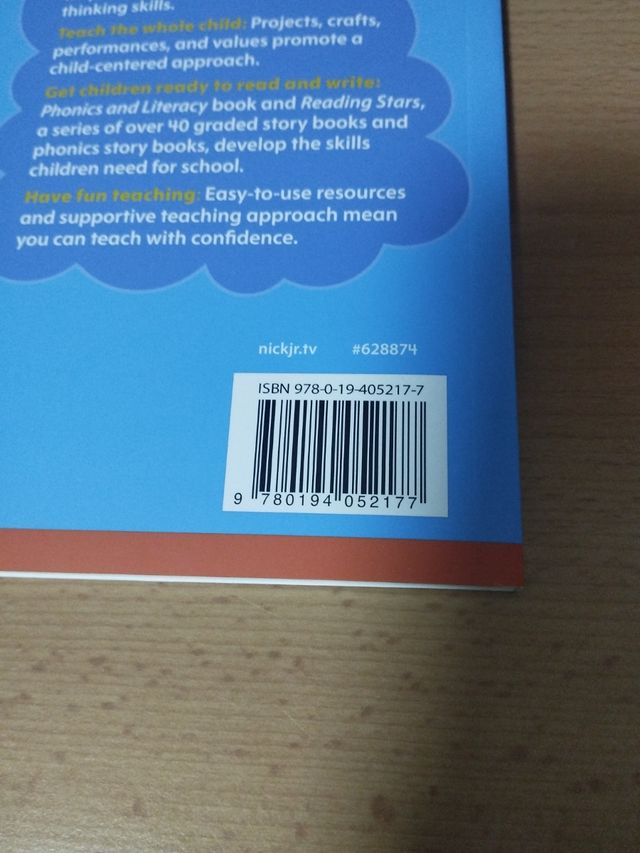 thinking skills.
Teach the whole child: Projects, crafts,
performances, and values promote a
child-centered approach.
Get children ready to read and write:
Phonics and Literacy book and Reading Stars,
a series of over 40 graded story books and
phonics story books, develop the skills
children need for school.
Have fun teaching: Easy-to-use resources
and supportive teaching approach mean
you can teach with confidence.
nickjr.tv #628874
ISBN 978-0-19-405217-7
9 780194 052177